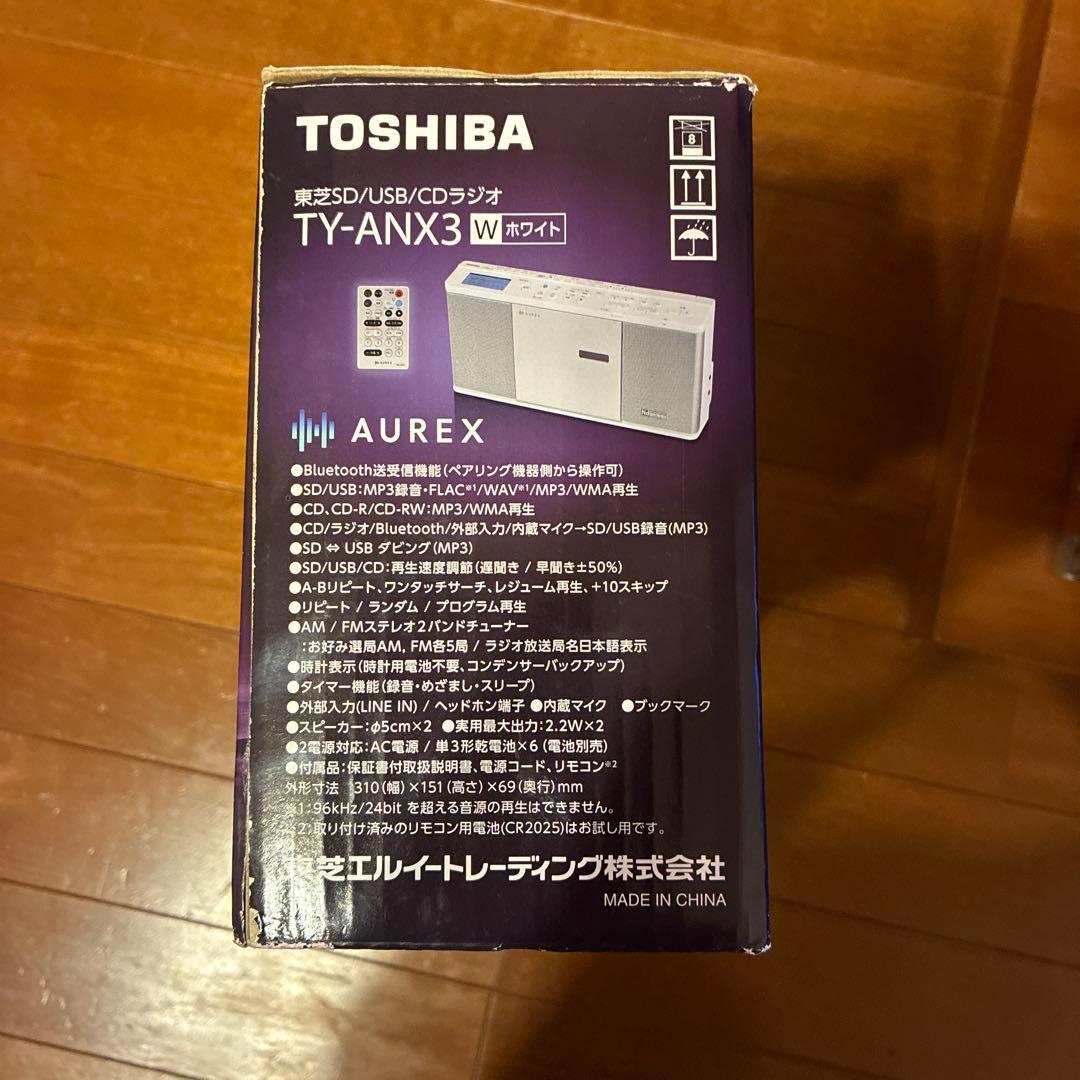 TOSHIBA
8
東芝SD/USB/CDラジオ
TY-ANX3 W ホワイト
TOSHIBA
AUREX
AUREX
AUREX
●Bluetooth送受信機能(ペアリング機器側から操作可)
●SD/USB:MP3録音・FLAC※1/WAV※1/MP3/WMA再生
●CD、CD-R/CD-RW:MP3/WMA再生
●CD/ラジオ/Bluetooth/外部入力/内蔵マイク→SD/USB録音(MP3)
●SD ⇔ USB ダビング(MP3)
●SD/USB/CD:再生速度調節(遅聞き / 早聞き±50%)
●A-Bリピート、ワンタッチサーチ、レジューム再生、+10スキップ
●リピート / ランダム / プログラム再生
●AM / FMステレオ2バンドチューナー
:お好み選局AM, FM各5局 / ラジオ放送局名日本語表示
●時計表示(時計用電池不要、コンデンサーバックアップ)
●タイマー機能(録音・めざまし・スリープ)
●外部入力(LINE IN) / ヘッドホン端子 ●内蔵マイク ●ブックマーク
●スピーカー:φ5cm×2 ●実用最大出力:2.2W×2
●2電源対応:AC電源 / 単3形乾電池×6 (電池別売)
●付属品:保証書付取扱説明書、電源コード、リモコン※2
外形寸法 310(幅)×151(高さ)×69(奥行)mm
※1:96kHz/24bit を超える音源の再生はできません。
※2:取り付け済みのリモコン用電池(CR2025)はお試し用です。
芝エルイートレーディング株式会社
MADE IN CHINA